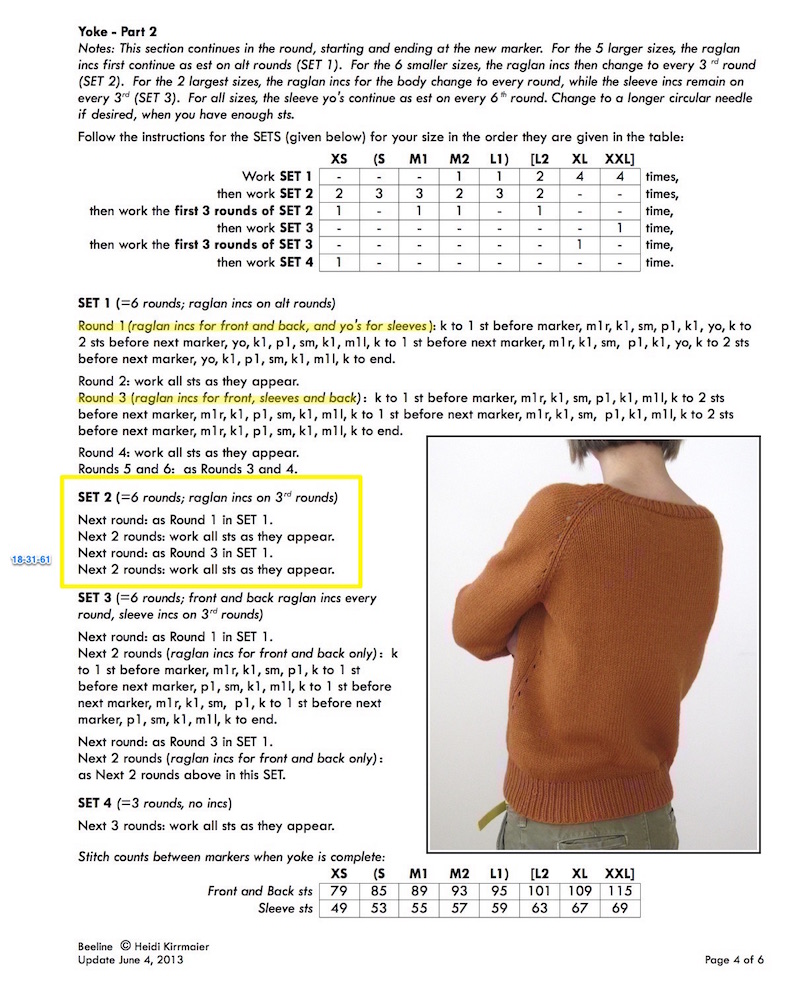 Yoke - Part 2
Notes: This section continues in the round, starting and ending at the new marker. For the 5 larger sizes, the raglan
incs first continue as est on alt rounds (SET 1). For the 6 smaller sizes, the raglan incs then change to every 3 rd round
(SET 2). For the 2 largest sizes, the raglan incs for the body change to every round, while the sleeve incs remain on
every 3rd (SET 3). For all sizes, the sleeve yo's continue as est on every 6 th round. Change to a longer circular needle
if desired, when you have enough sts.
Follow the instructions for the SETS (given below) for your size in the order they are given in the table:
XS (S M1 M2 L1) [L2 XL XXL]
Work SET 1 - - - 1 1 2 4 4 times,
then work SET 2 2 3 3 2 3 2 - - times,
then work the first 3 rounds of SET 2 1 - 1 1 - 1 - - time,
then work SET 3 - - - - - - - 1 time,
then work the first 3 rounds of SET 3 - - - - - - 1 - time,
then work SET 4 1 - - - - - - - time.
SET 1 (=6 rounds; raglan incs on alt rounds)
Round 1(raglan incs for front and back, and yo's for sleeves): k to 1 st before marker, m1r, k1, sm, p1, k1, yo, k to
2 sts before next marker, yo, k1, p1, sm, k1, m1l, k to 1 st before next marker, m1r, k1, sm, p1, k1, yo, k to 2 sts
before next marker, yo, k1, p1, sm, k1, m1l, k to end.
Round 2: work all sts as they appear.
Round 3 (raglan incs for front, sleeves and back): k to 1 st before marker, m1r, k1, sm, p1, k1, m1l, k to 2 sts
before next marker, m1r, k1, p1, sm, k1, m1l, k to 1 st before next marker, m1r, k1, sm, p1, k1, m1l, k to 2 sts
before next marker, m1r, k1, p1, sm, k1, m1l, k to end.
Round 4: work all sts as they appear.
Rounds 5 and 6: as Rounds 3 and 4.
SET 2 (=6 rounds; raglan incs on 3rd rounds)
Next round: as Round 1 in SET 1.
Next 2 rounds: work all sts as they appear.
18-31-61
Next round: as Round 3 in SET 1.
Next 2 rounds: work all sts as they appear.
SET 3 (=6 rounds; front and back raglan incs every
round, sleeve incs on 3rd rounds)
Next round: as Round 1 in SET 1.
Next 2 rounds (raglan incs for front and back only): k
to 1 st before marker, m1r, k1, sm, p1, k to 1 st
before next marker, p1, sm, k1, m1l, k to 1 st before
next marker, m1r, k1, sm, p1, k to 1 st before next
marker, p1, sm, k1, m1l, k to end.
Next round: as Round 3 in SET 1.
Next 2 rounds (raglan incs for front and back only):
as Next 2 rounds above in this SET.
SET 4 (=3 rounds, no incs)
Next 3 rounds: work all sts as they appear.
Stitch counts between markers when yoke is complete:
XS (S M1 M2 L1) [L2 XL XXL]
Front and Back sts 79 85 89 93 95 101 109 115
Sleeve sts 49 53 55 57 59 63 67 69
Beeline © Heidi Kirrmaier
Update June 4, 2013
Page 4 of 6